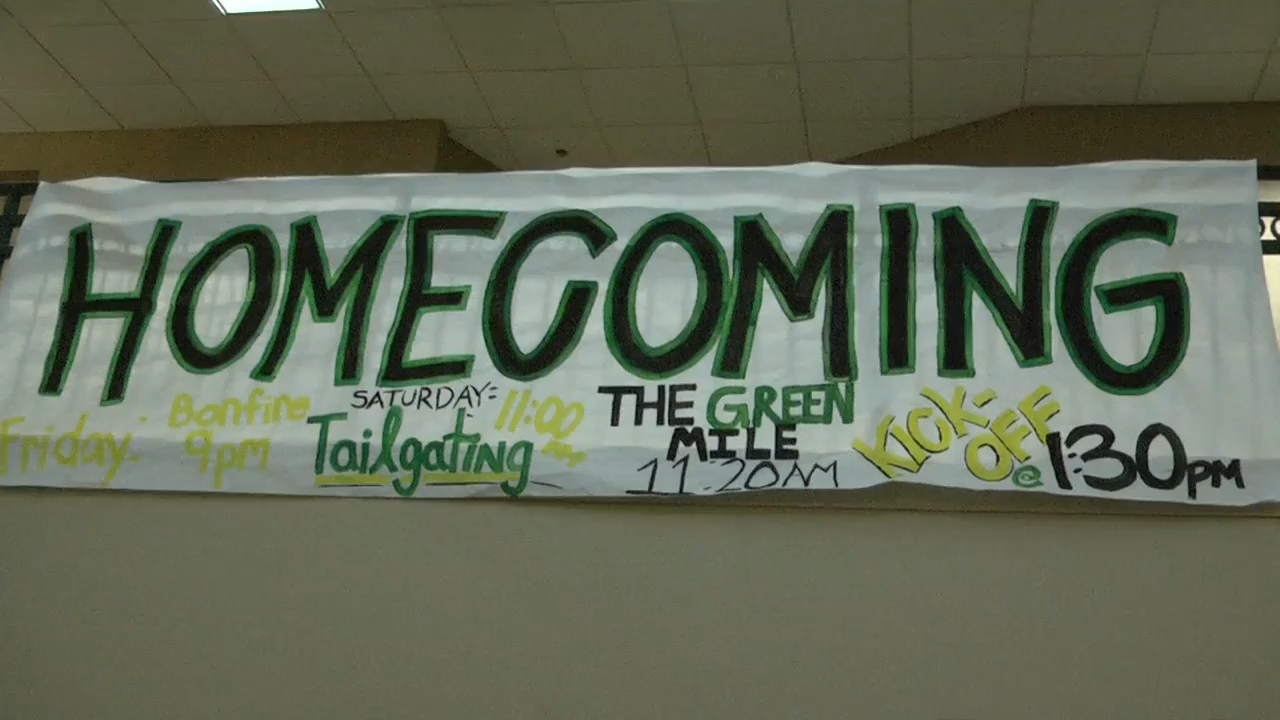 HOMECOMING
Friday: Bonfire 9pm
SATURDAY: Tailgating 11:00 am
THE GREEN MILE 11:20AM
KICK-OFF @ 1:30PM